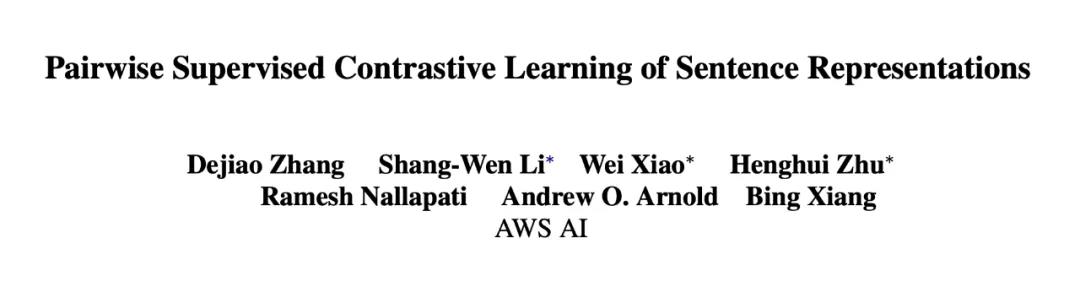 Pairwise Supervised Contrastive Learning of Sentence Representations
Dejiao Zhang Shang-Wen Li* Wei Xiao* Henghui Zhu*
Ramesh Nallapati Andrew O. Arnold Bing Xiang
AWS AI